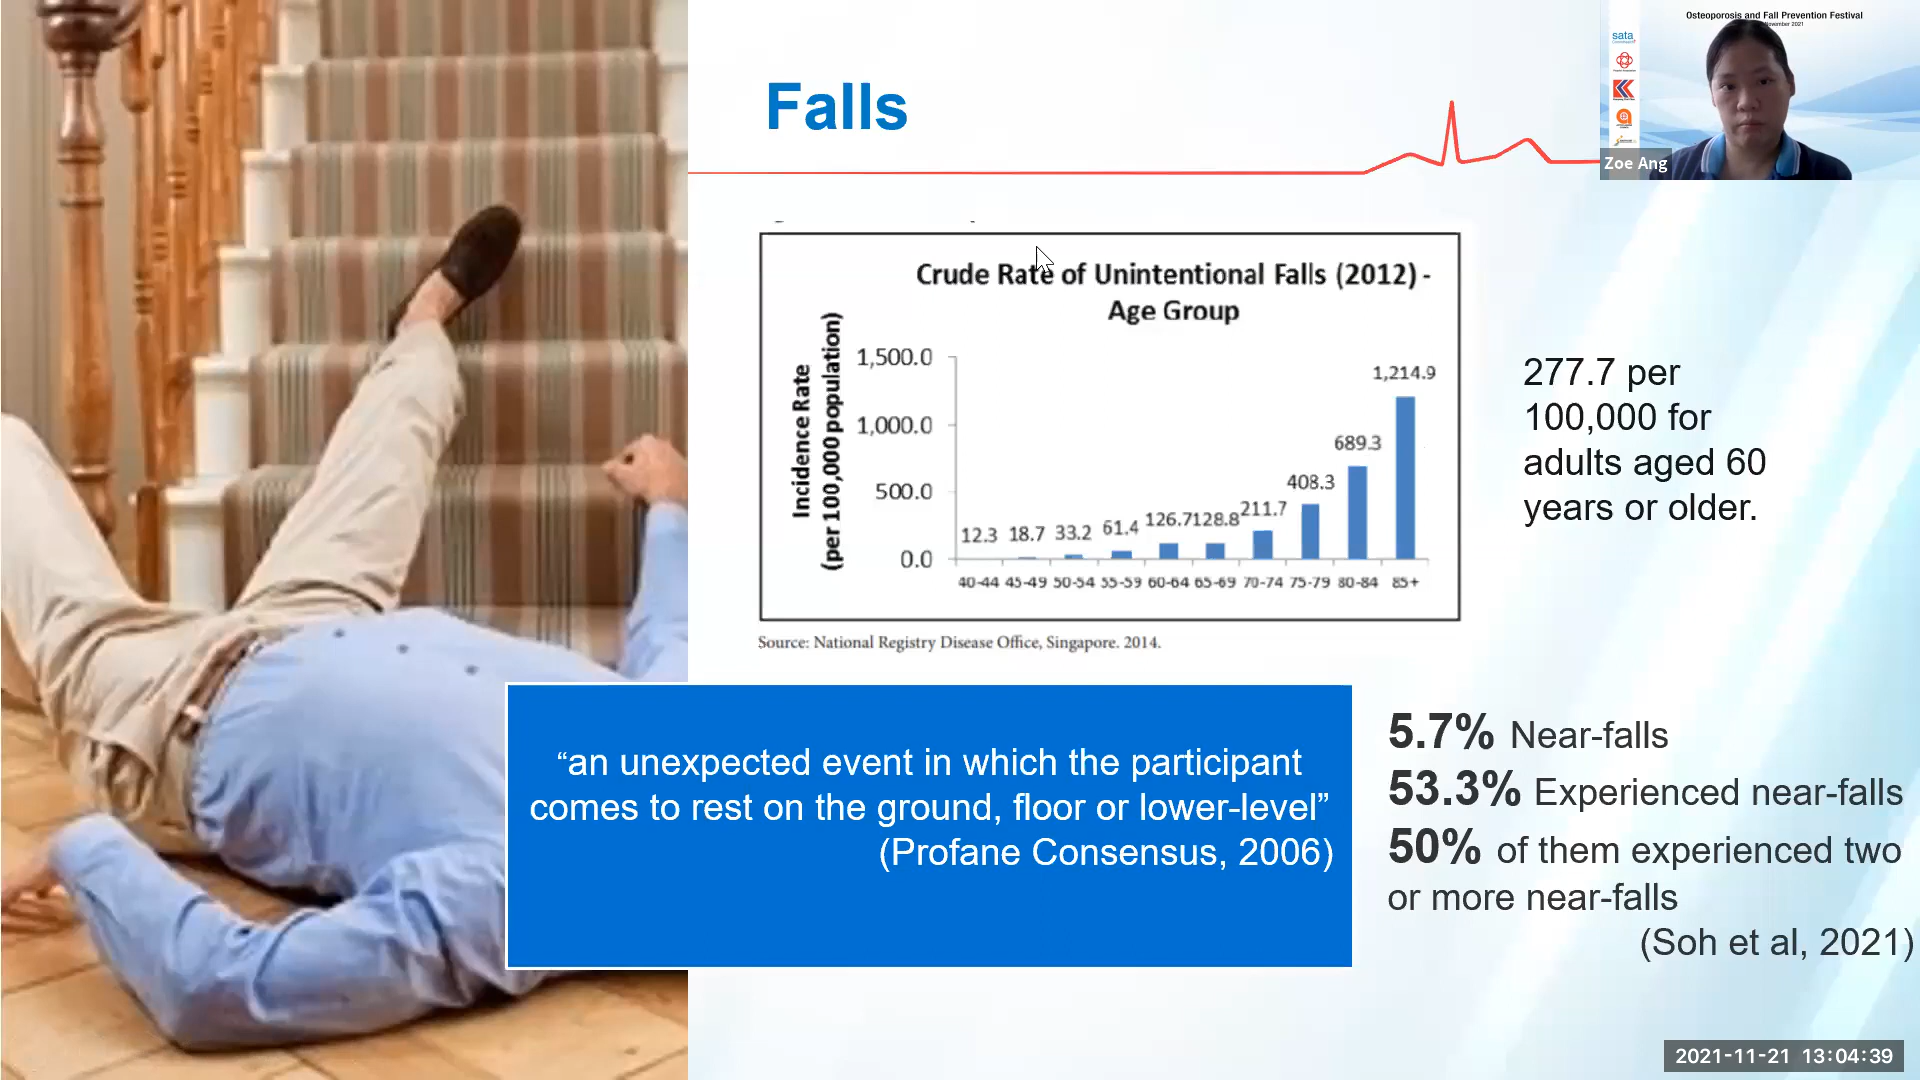 Osteoporosis and Fall Prevention Festival
November 2021
sata
Zoe Ang
Falls
Crude Rate of Unintentional Falls (2012) -
Age Group
Incidence Rate
(per 100,000 population)
1,500.0
1,000.0
500.0
0.0
12.3 18.7 33.2 61.4 126.7 128.8 211.7 408.3 689.3 1,214.9
40-44 45-49 50-54 55-59 60-64 65-69 70-74 75-79 80-84 85+
Source: National Registry Disease Office, Singapore. 2014.
277.7 per
100,000 for
adults aged 60
years or older.
“an unexpected event in which the participant
comes to rest on the ground, floor or lower-level”
(Profane Consensus, 2006)
5.7% Near-falls
53.3% Experienced near-falls
50% of them experienced two
or more near-falls
(Soh et al, 2021)
2021-11-21 13:04:39